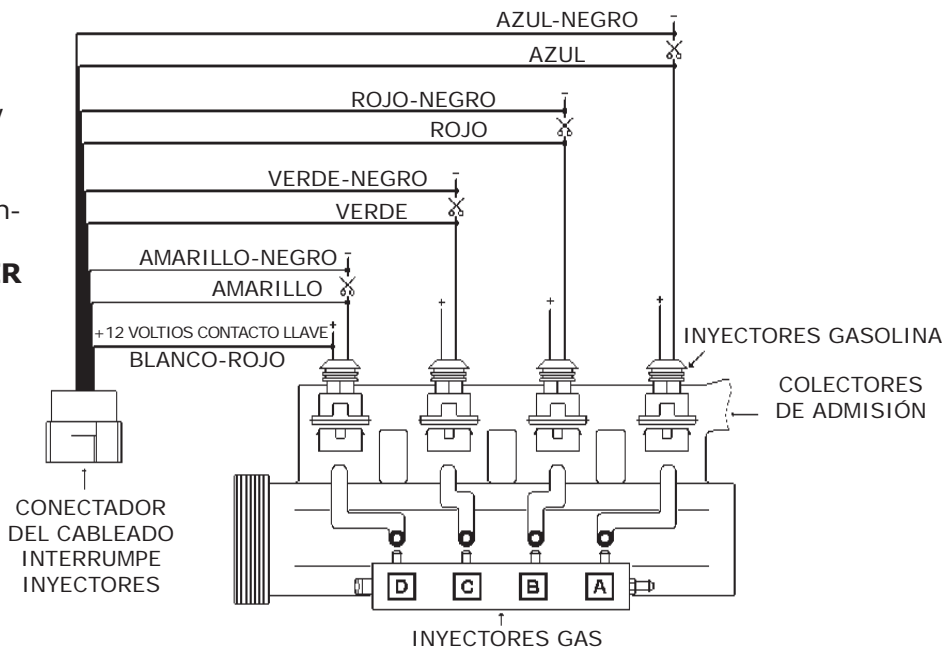 AZUL-NEGRO
AZUL
ROJO-NEGRO
ROJO
VERDE-NEGRO
n-
VERDE
AMARILLO-NEGRO
ER
AMARILLO
+12 VOLTIOS CONTACTO LLAVE
BLANCO-ROJO
INYECTORES GASOLINA
COLECTORES
DE ADMISIÓN
CONECTADOR
DEL CABLEADO
INTERRUMPE
INYECTORES
D C B A
INYECTORES GAS